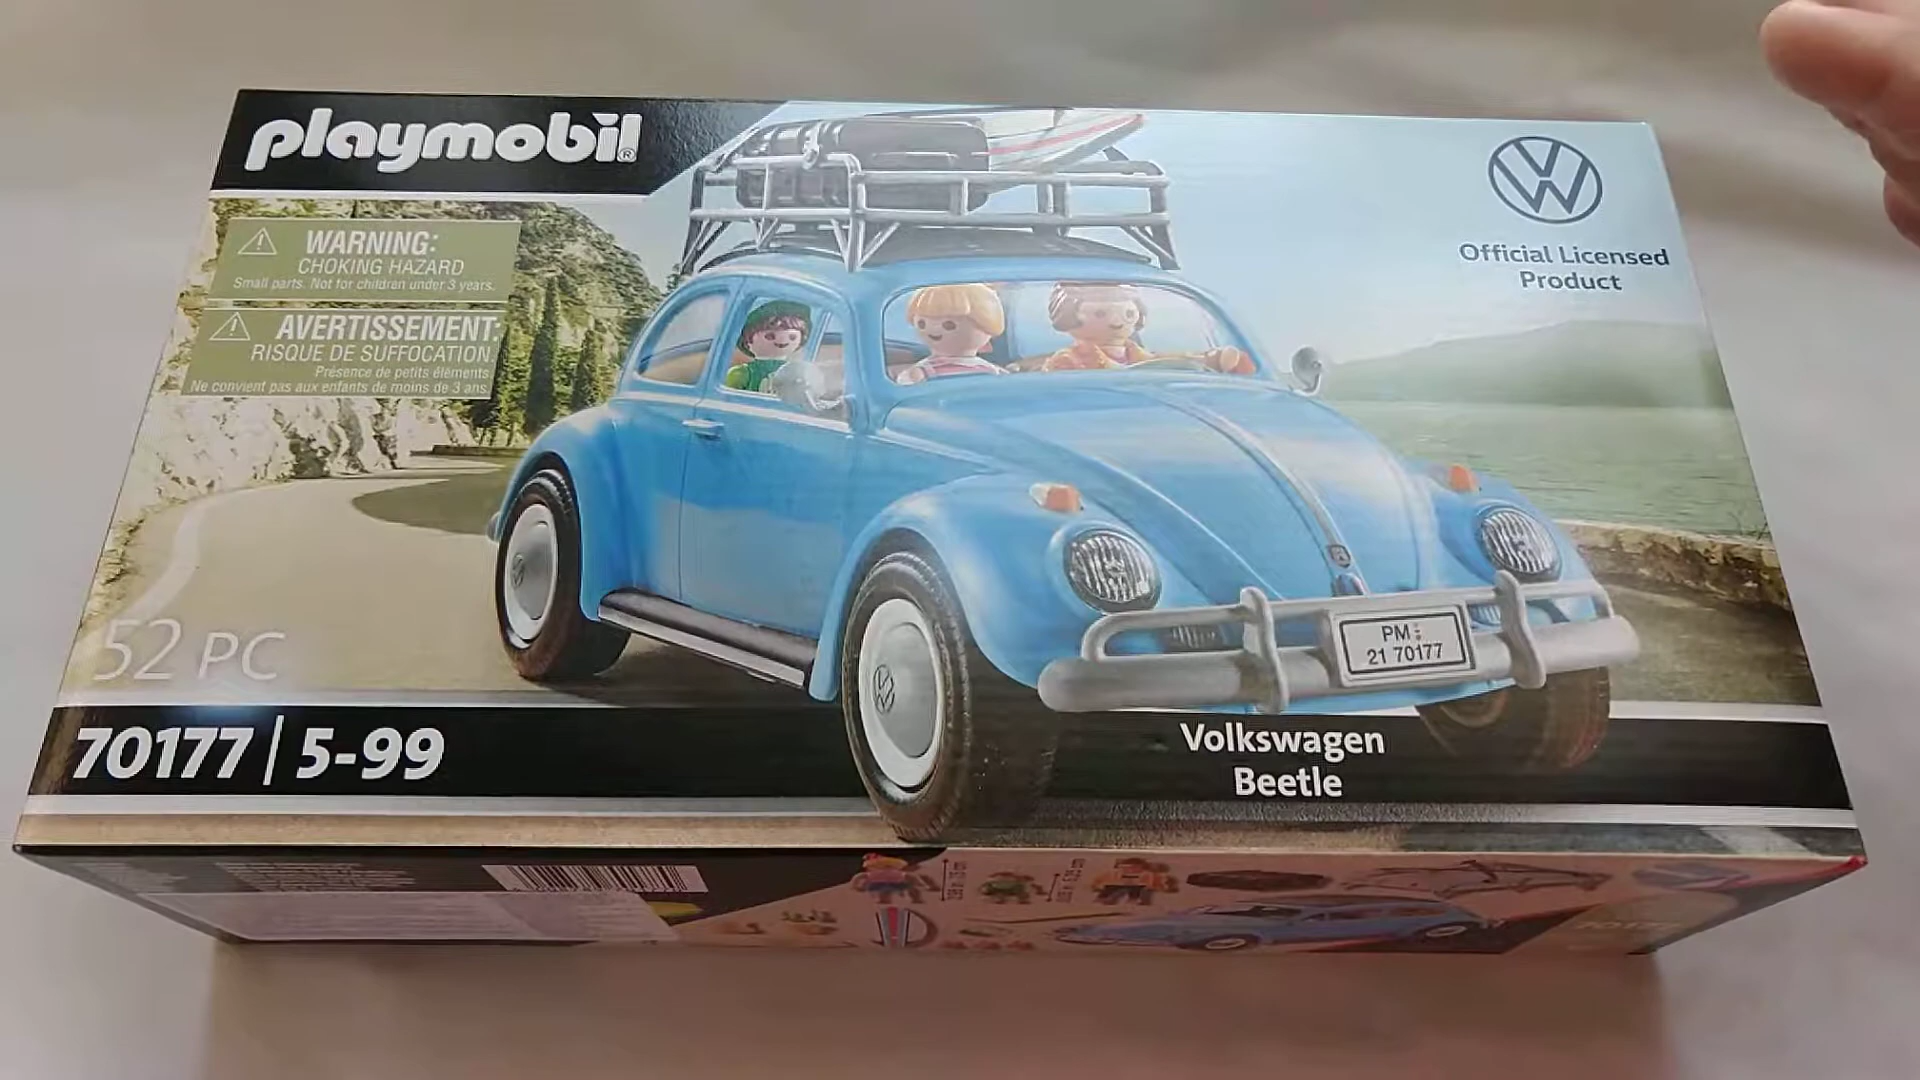 playmobil®
WARNING:
CHOKING HAZARD
Small parts. Not for children under 3 years.
AVERTISSEMENT:
RISQUE DE SUFFOCATION.
Présence de petits éléments
Ne convient pas aux enfants de moins de 3 ans.
Official Licensed
Product
PM
21 70177
52 PC
70177 | 5-99
Volkswagen
Beetle